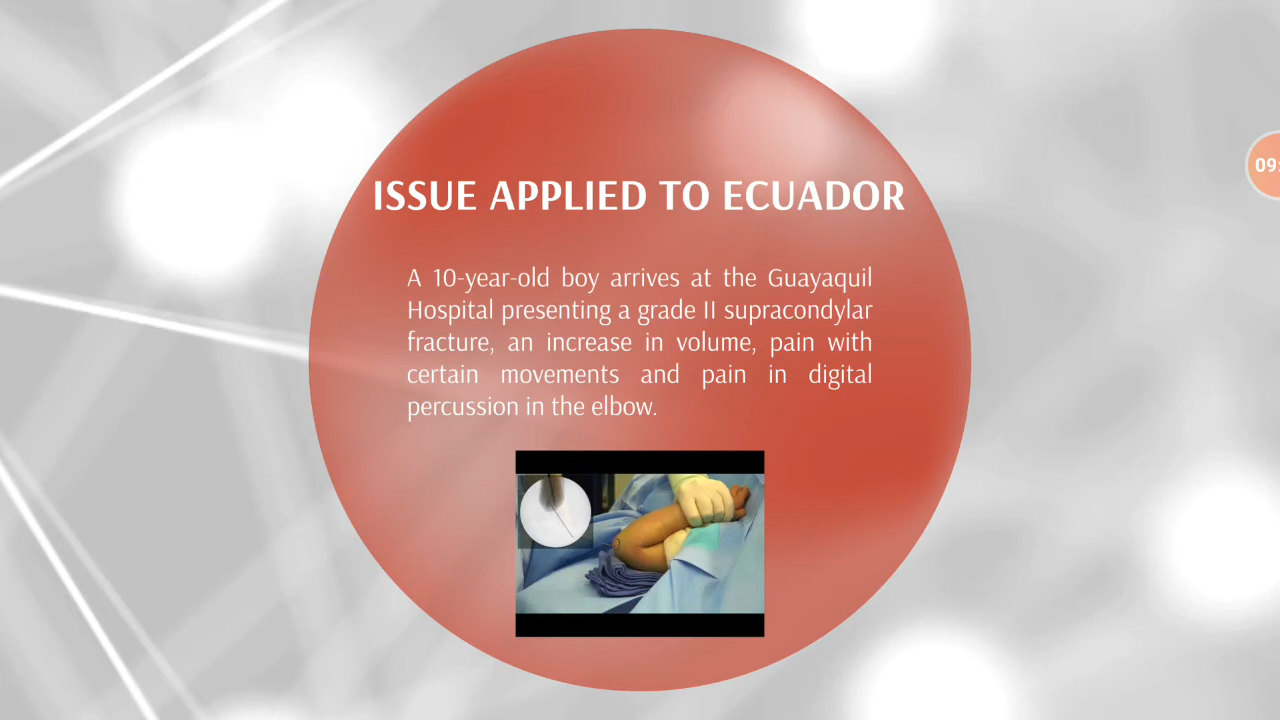 ISSUE APPLIED TO ECUADOR
A 10-year-old boy arrives at the Guayaquil
Hospital presenting a grade II supracondylar
fracture, an increase in volume, pain with
certain movements and pain in digital
percussion in the elbow.
09: